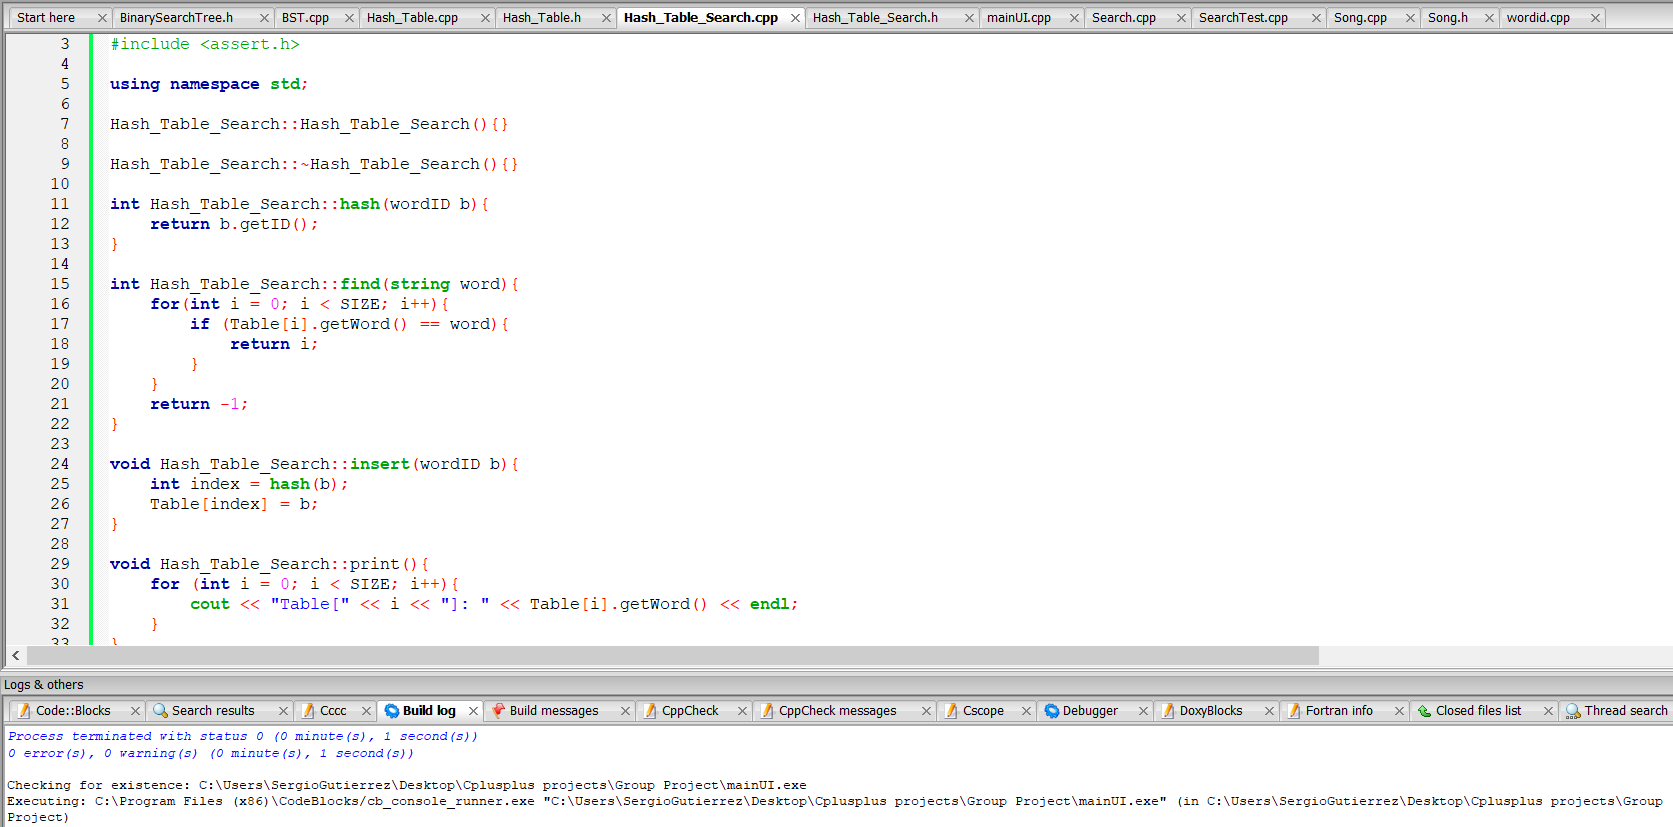 Start here BinarySearchTree.h BST.cpp Hash_Table.cpp Hash_Table.h Hash_Table_Search.cpp Hash_Table_Search.h mainUI.cpp Search.cpp SearchTest.cpp Song.cpp Song.h wordid.cpp
3 #include <assert.h>
4
5 using namespace std;
6
7 Hash_Table_Search::Hash_Table_Search(){}
8
9 Hash_Table_Search::~Hash_Table_Search(){}
10
11 int Hash_Table_Search::hash(wordID b){
12 return b.getID();
13 }
14
15 int Hash_Table_Search::find(string word){
16 for(int i = 0; i < SIZE; i++){
17 if (Table[i].getWord() == word){
18 return i;
19 }
20 }
21 return -1;
22 }
23
24 void Hash_Table_Search::insert(wordID b){
25 int index = hash(b);
26 Table[index] = b;
27 }
28
29 void Hash_Table_Search::print(){
30 for (int i = 0; i < SIZE; i++){
31 cout << "Table[" << i << "]: " << Table[i].getWord() << endl;
32 }
33 }
Logs & others
Code::Blocks Search results Cccc Build log Build messages CppCheck CppCheck messages Cscope Debugger DoxyBlocks Fortran info Closed files list Thread search
Process terminated with status 0 (0 minute(s), 1 second(s))
0 error(s), 0 warning(s) (0 minute(s), 1 second(s))
Checking for existence: C:\Users\SergioGutierrez\Desktop\Cplusplus projects\Group Project\mainUI.exe
Executing: C:\Program Files (x86)\CodeBlocks/cb_console_runner.exe "C:\Users\SergioGutierrez\Desktop\Cplusplus projects\Group Project\mainUI.exe" (in C:\Users\SergioGutierrez\Desktop\Cplusplus projects\Group
Project)